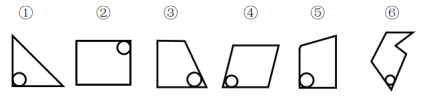 ① ② ③ ④ ⑤ ⑥